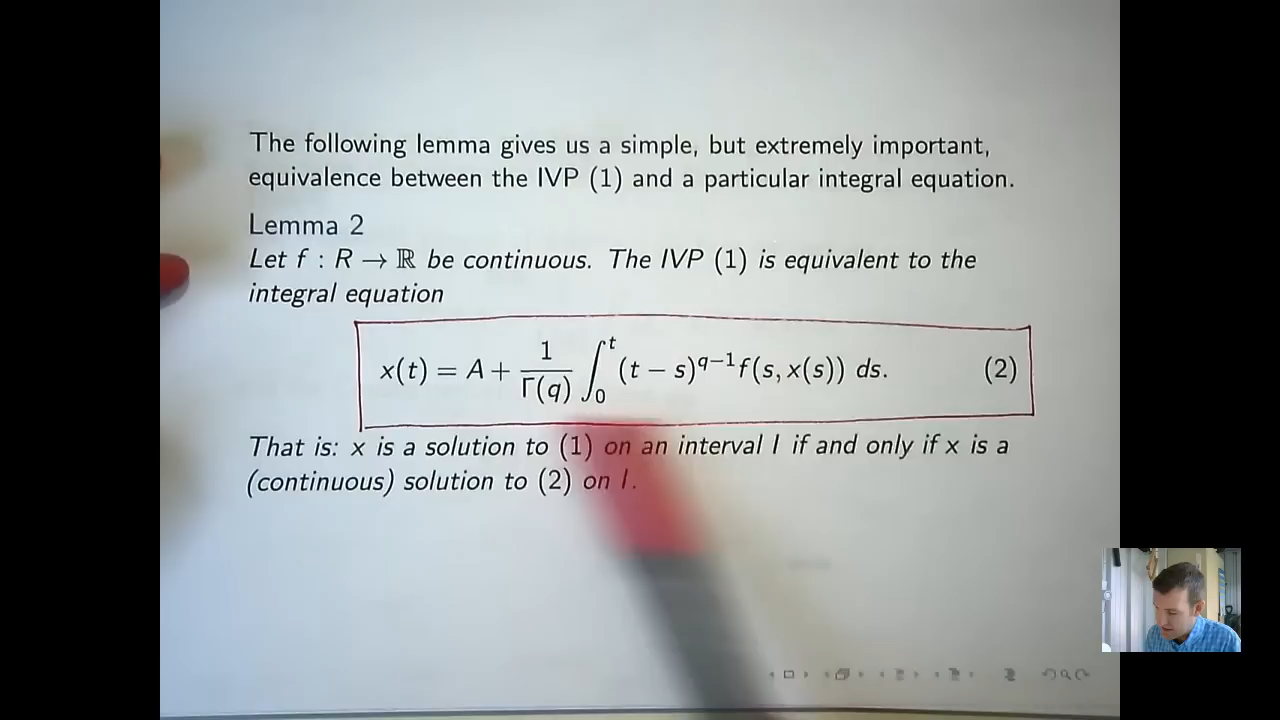 The following lemma gives us a simple, but extremely important,
equivalence between the IVP (1) and a particular integral equation.
Lemma 2
Let f : R → ℝ be continuous. The IVP (1) is equivalent to the
integral equation
x(t) = A + \frac{1}{Γ(q)} ∫_0^t (t − s)^{q−1} f(s, x(s)) ds. (2)
That is: x is a solution to (1) on an interval I if and only if x is a
(continuous) solution to (2) on I.